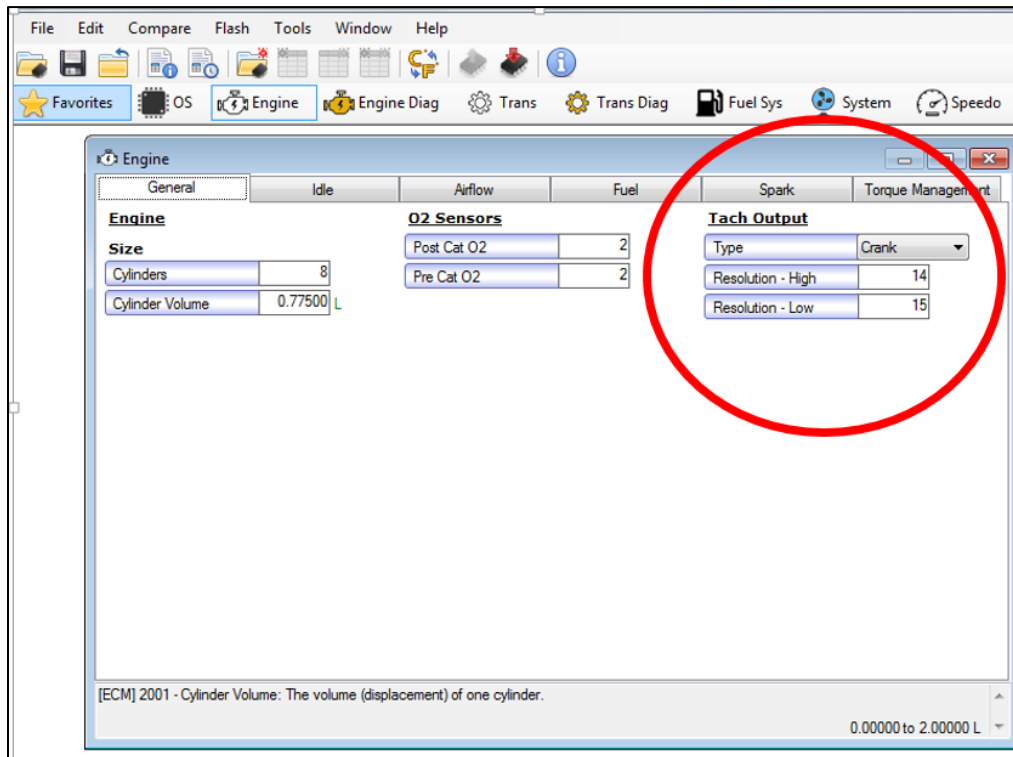 File Edit Compare Flash Tools Window Help
Favorites OS Engine Engine Diag Trans Trans Diag Fuel Sys System Speedo
Engine
General Idle Airflow Fuel Spark Torque Management
Engine O2 Sensors Tach Output
Size Post Cat O2 2 Type Crank
Cylinders 8 Pre Cat O2 2 Resolution - High 14
Cylinder Volume 0.77500 L Resolution - Low 15
[ECM] 2001 - Cylinder Volume: The volume (displacement) of one cylinder.
0.00000 to 2.00000 L